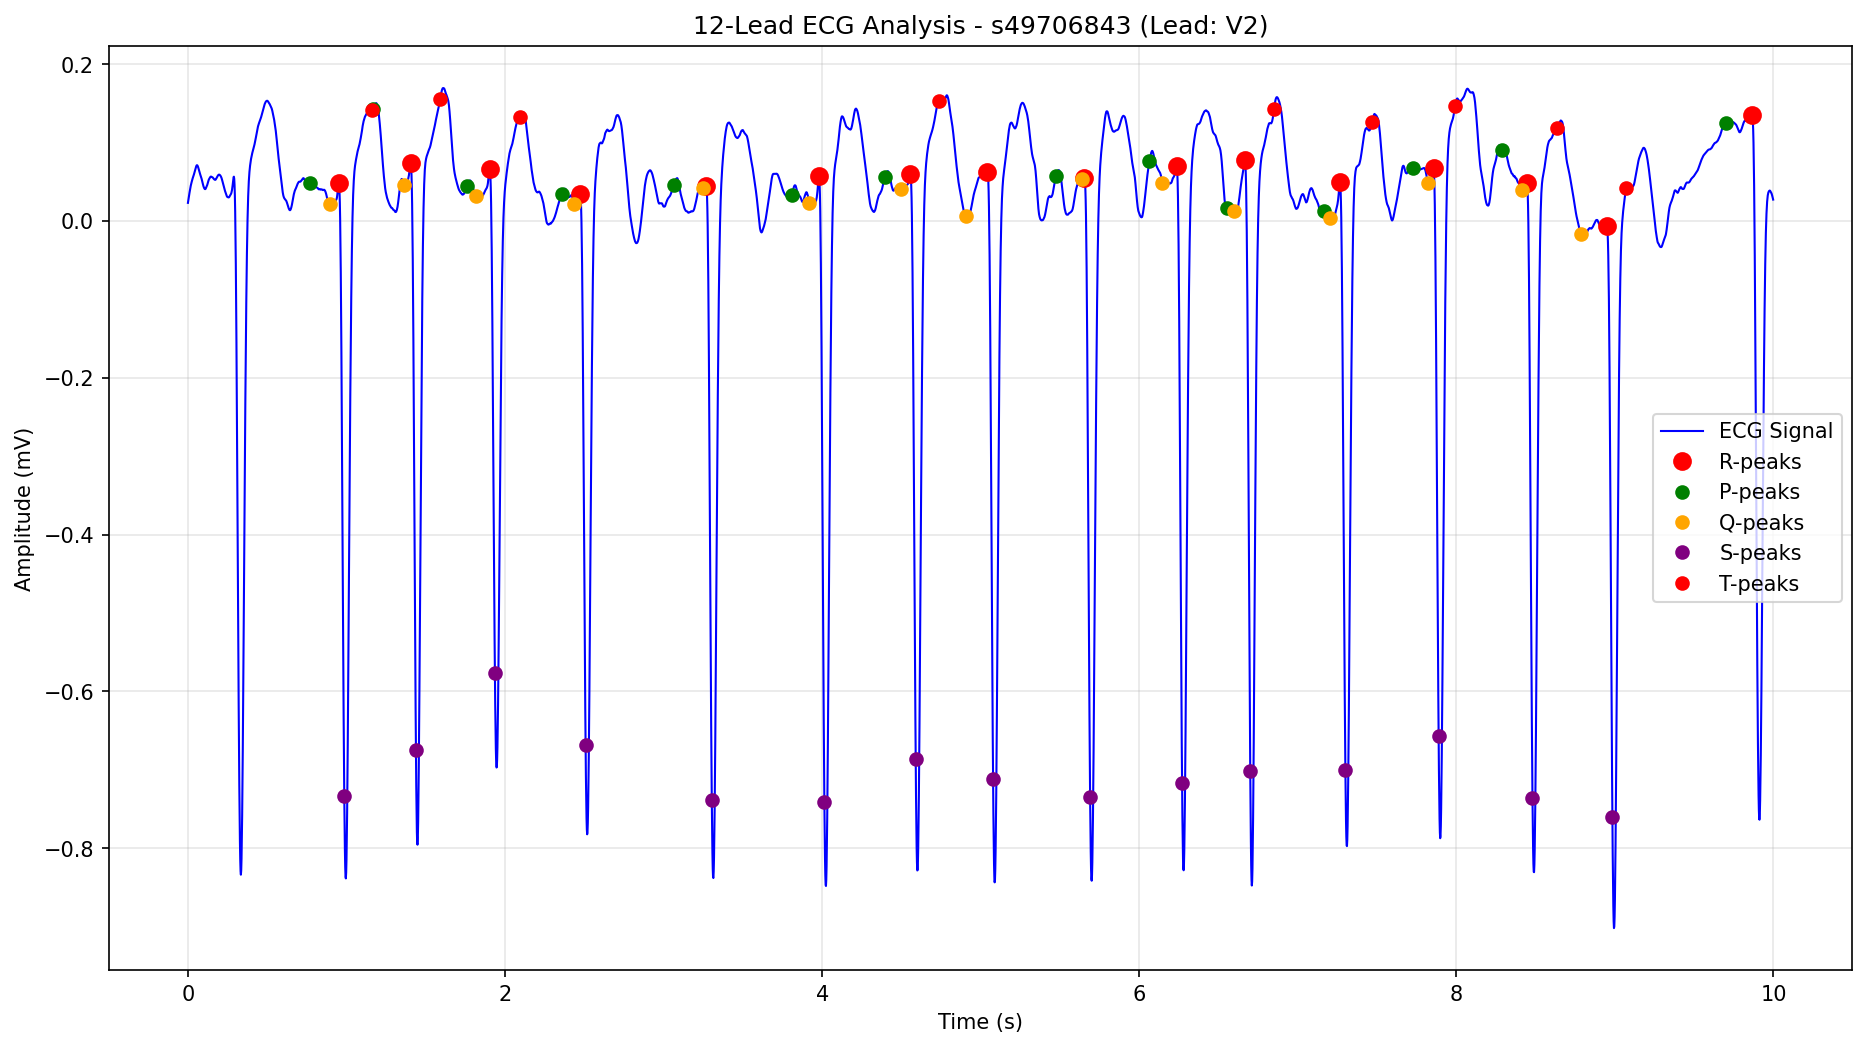 12-Lead ECG Analysis - s49706843 (Lead: V2)
Amplitude (mV)
0.2
0.0
−0.2
−0.4
−0.6
−0.8
ECG Signal
R-peaks
P-peaks
Q-peaks
S-peaks
T-peaks
0 2 4 6 8 10
Time (s)